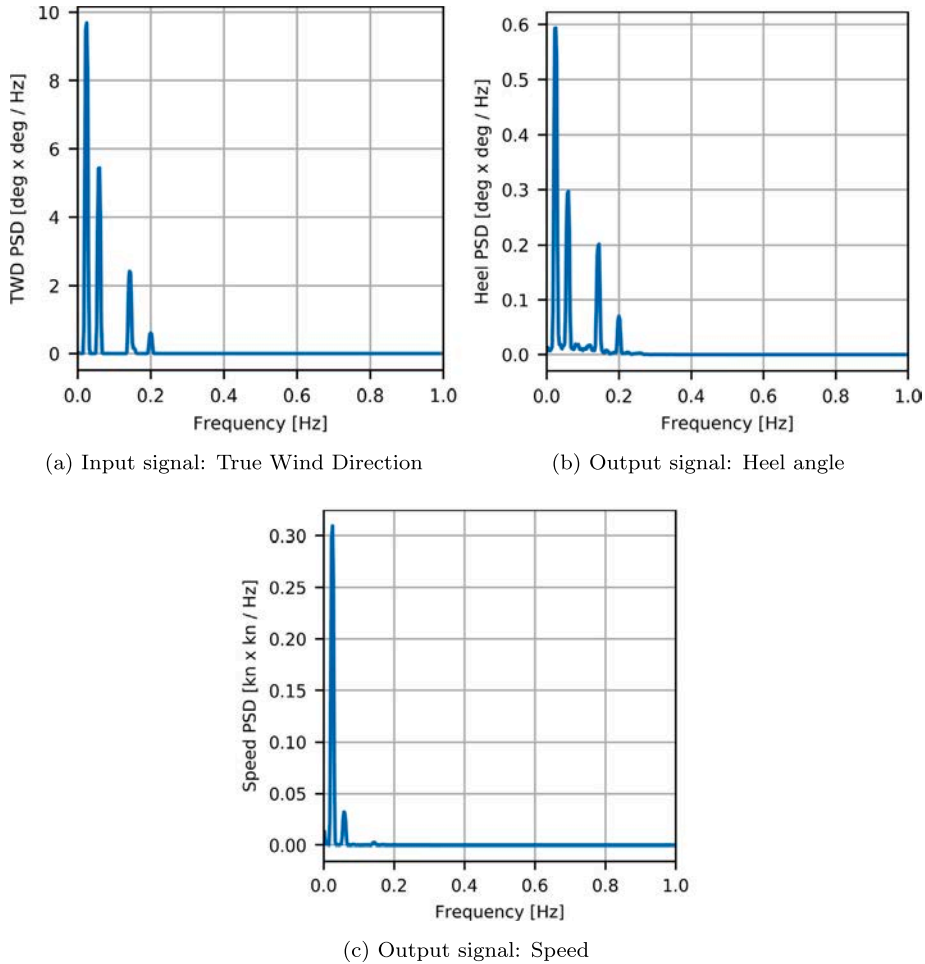 10
8
6
4
2
0
TWD PSD [deg x deg / Hz]
0.0 0.2 0.4 0.6 0.8 1.0
Frequency [Hz]
(a) Input signal: True Wind Direction
0.6
0.5
0.4
0.3
0.2
0.1
0.0
Heel PSD [deg x deg / Hz]
0.0 0.2 0.4 0.6 0.8 1.0
Frequency [Hz]
(b) Output signal: Heel angle
0.30
0.25
0.20
0.15
0.10
0.05
0.00
Speed PSD [kn x kn / Hz]
0.0 0.2 0.4 0.6 0.8 1.0
Frequency [Hz]
(c) Output signal: Speed